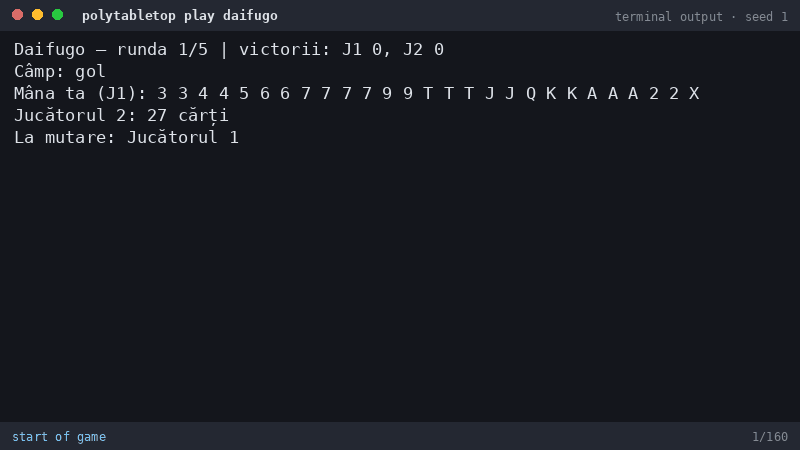 polytabletop play daifugo
terminal output · seed 1
Daifugo — runda 1/5 | victorii: J1 0, J2 0
Câmp: gol
Mâna ta (J1): 3 3 4 4 5 6 6 7 7 7 7 9 9 T T T J J Q K K A A A 2 2 X
Jucătorul 2: 27 cărți
La mutare: Jucătorul 1
start of game
1/160